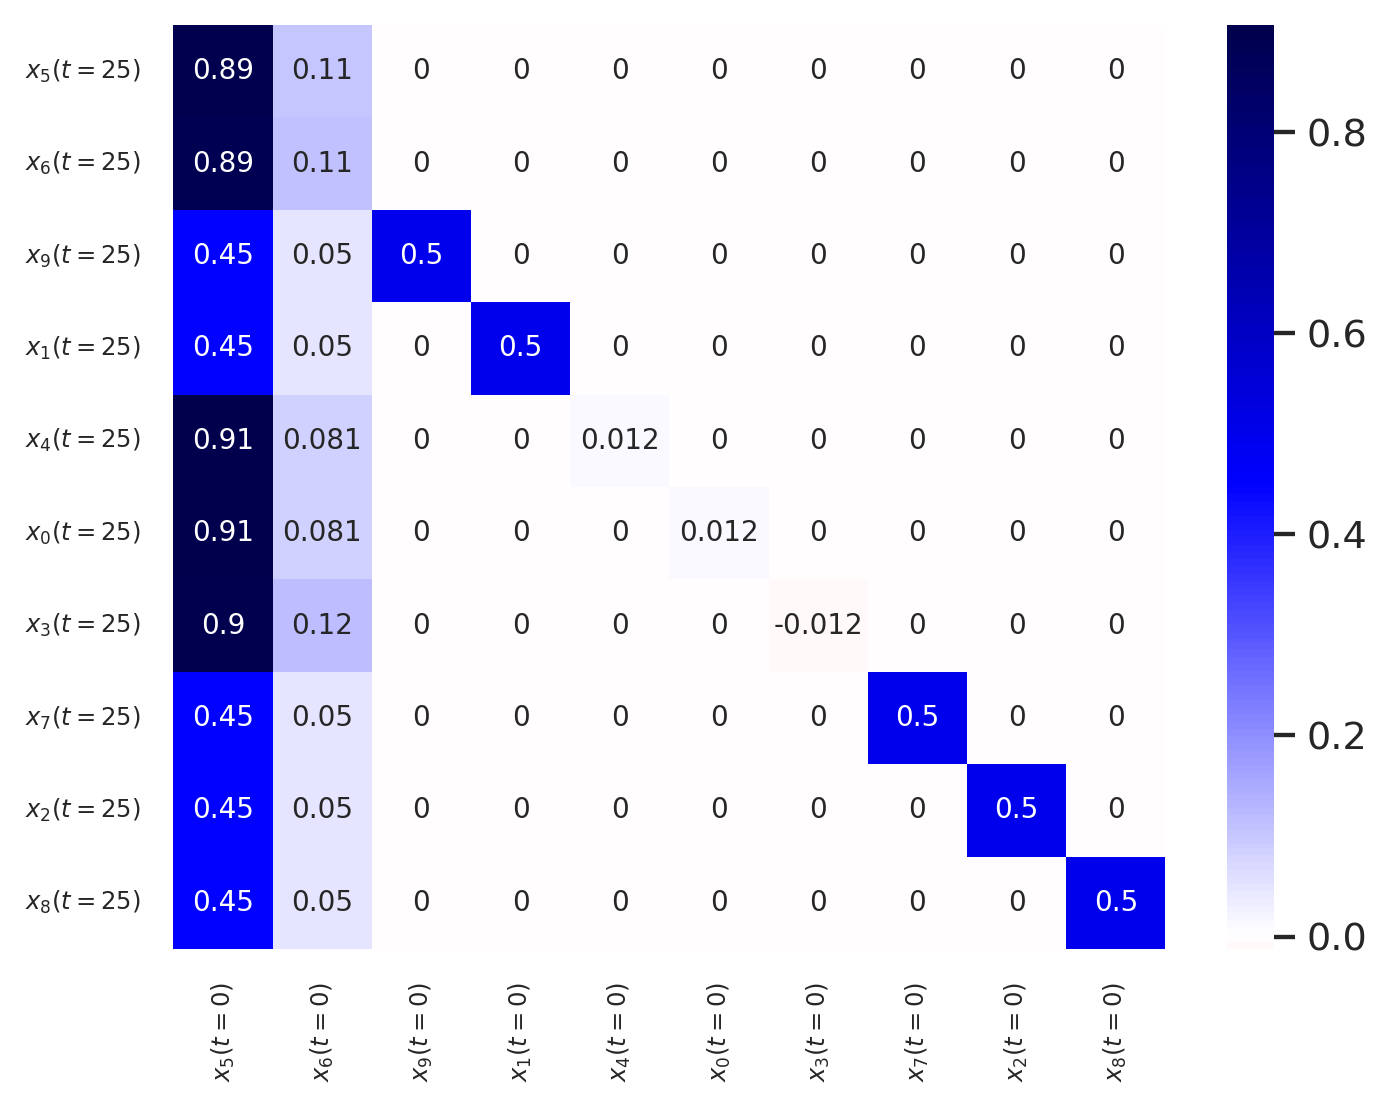 x₅(t = 25) 0.89 0.11 0 0 0 0 0 0 0 0
x₆(t = 25) 0.89 0.11 0 0 0 0 0 0 0 0
x₉(t = 25) 0.45 0.05 0.5 0 0 0 0 0 0 0
x₁(t = 25) 0.45 0.05 0 0.5 0 0 0 0 0 0
x₄(t = 25) 0.91 0.081 0 0 0.012 0 0 0 0 0
x₀(t = 25) 0.91 0.081 0 0 0 0.012 0 0 0 0
x₃(t = 25) 0.9 0.12 0 0 0 0 -0.012 0 0 0
x₇(t = 25) 0.45 0.05 0 0 0 0 0 0.5 0 0
x₂(t = 25) 0.45 0.05 0 0 0 0 0 0 0.5 0
x₈(t = 25) 0.45 0.05 0 0 0 0 0 0 0 0.5
x₅(t = 0)
x₆(t = 0)
x₉(t = 0)
x₁(t = 0)
x₄(t = 0)
x₀(t = 0)
x₃(t = 0)
x₇(t = 0)
x₂(t = 0)
x₈(t = 0)
0.8
0.6
0.4
0.2
0.0